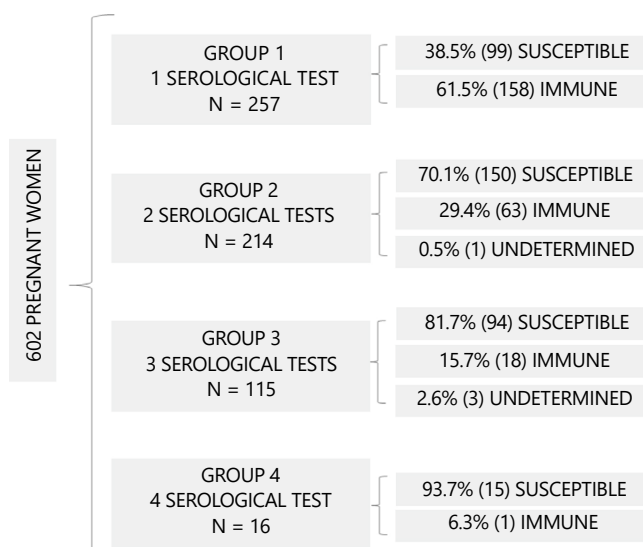 602 PREGNANT WOMEN
GROUP 1
1 SEROLOGICAL TEST
N = 257
38.5% (99) SUSCEPTIBLE
61.5% (158) IMMUNE
GROUP 2
2 SEROLOGICAL TESTS
N = 214
70.1% (150) SUSCEPTIBLE
29.4% (63) IMMUNE
0.5% (1) UNDETERMINED
GROUP 3
3 SEROLOGICAL TESTS
N = 115
81.7% (94) SUSCEPTIBLE
15.7% (18) IMMUNE
2.6% (3) UNDETERMINED
GROUP 4
4 SEROLOGICAL TEST
N = 16
93.7% (15) SUSCEPTIBLE
6.3% (1) IMMUNE